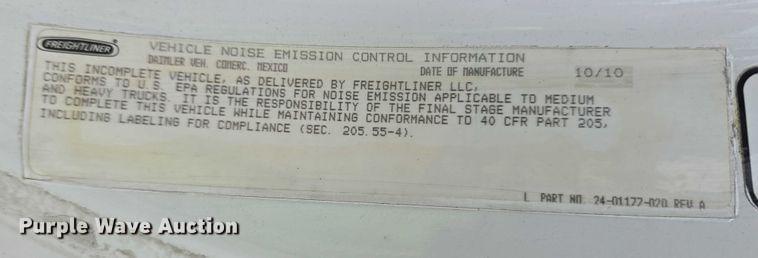 FREIGHTLINER
VEHICLE NOISE EMISSION CONTROL INFORMATION
DAIMLER VEH. COMERC. MEXICO DATE OF MANUFACTURE 10/10
THIS INCOMPLETE VEHICLE, AS DELIVERED BY FREIGHTLINER LLC,
CONFORMS TO U.S. EPA REGULATIONS FOR NOISE EMISSION APPLICABLE TO MEDIUM
AND HEAVY TRUCKS. IT IS THE RESPONSIBILITY OF THE FINAL STAGE MANUFACTURER
TO COMPLETE THIS VEHICLE WHILE MAINTAINING CONFORMANCE TO 40 CFR PART 205,
INCLUDING LABELING FOR COMPLIANCE (SEC. 205.55-4).
L PART NO. 24-01177-020 REV A
Purple Wave Auction